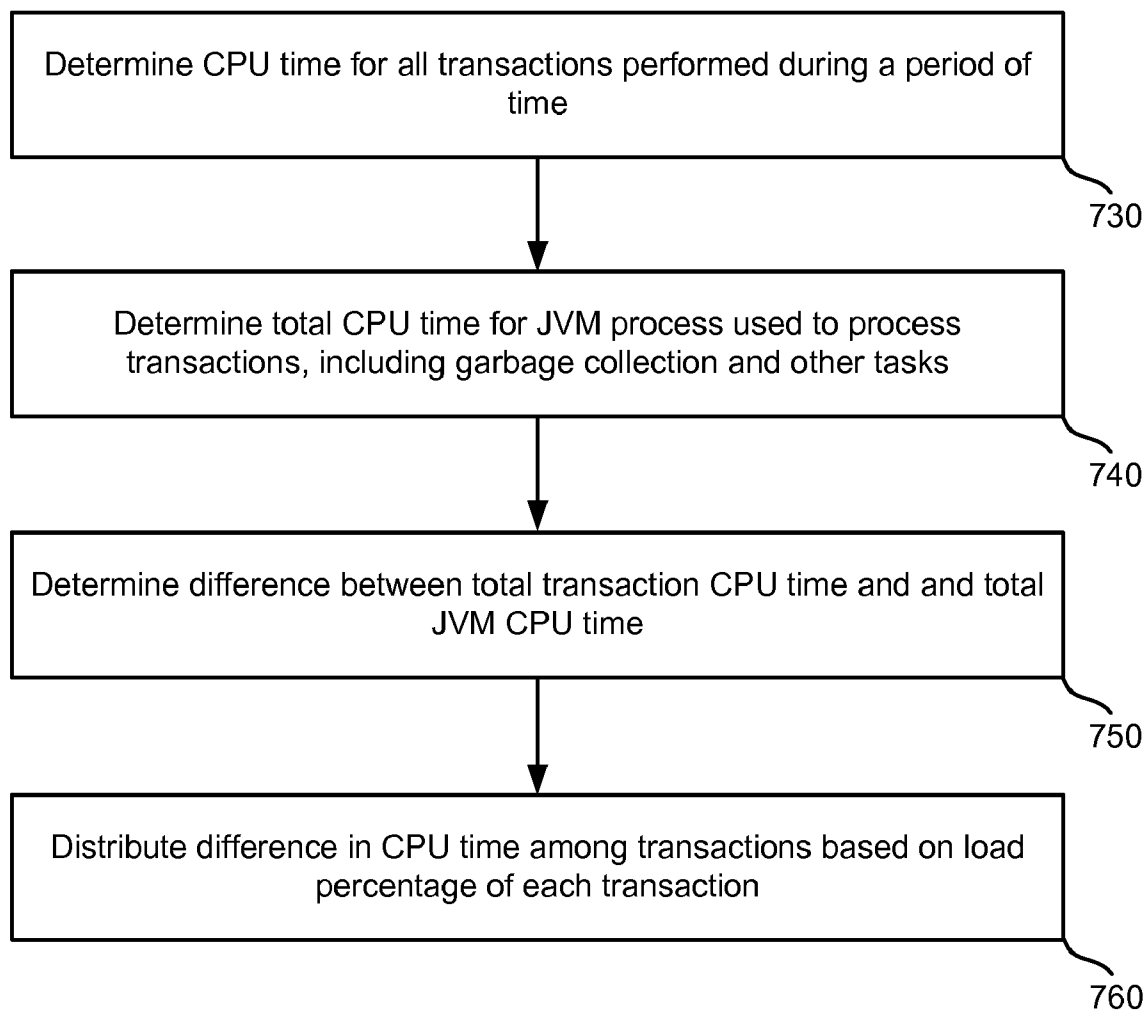 Determine CPU time for all transactions performed during a period of
time
730
Determine total CPU time for JVM process used to process
transactions, including garbage collection and other tasks
740
Determine difference between total transaction CPU time and and total
JVM CPU time
750
Distribute difference in CPU time among transactions based on load
percentage of each transaction
760